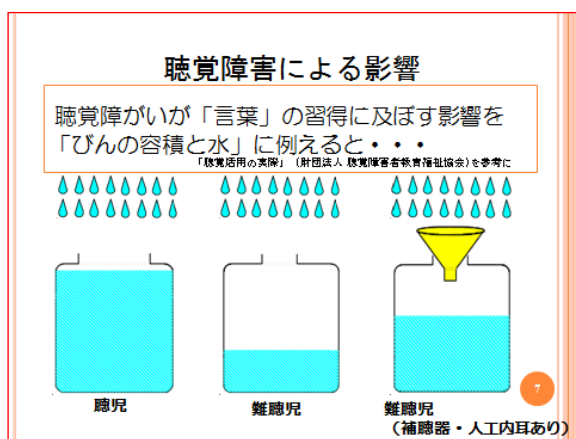 聴覚障害による影響
聴覚障がいが「言葉」の習得に及ぼす影響を
「びんの容積と水」に例えると・・・
「聴覚活用の実際」（財団法人 聴覚障害者教育福祉協会）を参考に
聴児
難聴児
難聴児
（補聴器・人工内耳あり）
7